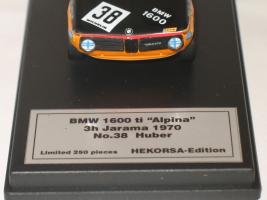 38
BMW
1600
BMW 1600 ti "Alpina"
3h Jarama 1970
No.38 Huber
Limited 250 pieces HEKORSA-Edition